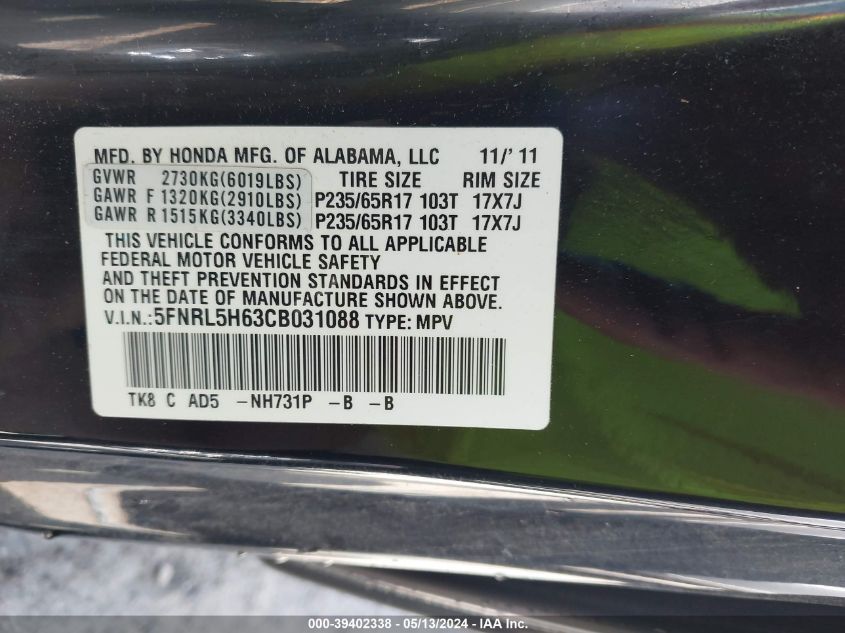 MFD. BY HONDA MFG. OF ALABAMA, LLC 11/'11
GVWR 2730KG(6019LBS) TIRE SIZE RIM SIZE
GAWR F 1320KG(2910LBS) P235/65R17 103T 17X7J
GAWR R 1515KG(3340LBS) P235/65R17 103T 17X7J
THIS VEHICLE CONFORMS TO ALL APPLICABLE
FEDERAL MOTOR VEHICLE SAFETY
AND THEFT PREVENTION STANDARDS IN EFFECT
ON THE DATE OF MANUFACTURE SHOWN ABOVE.
V.I.N.:5FNRL5H63CB031088 TYPE: MPV
TK8 C AD5 -NH731P -B -B
000-39402338 - 05/13/2024 - IAA Inc.